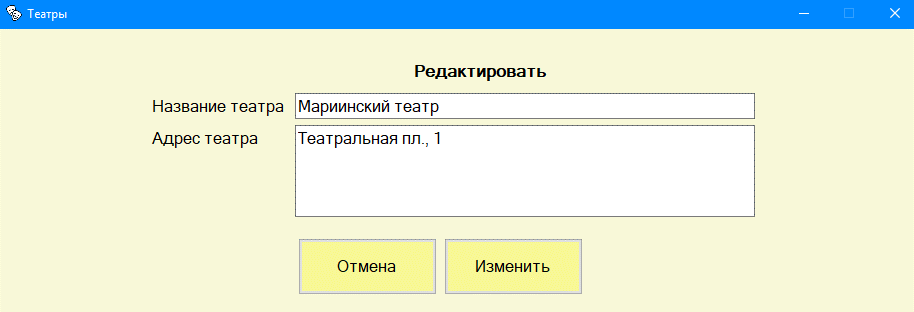 Театры
Редактировать
Название театра Мариинский театр
Адрес театра Театральная пл., 1
Отмена Изменить